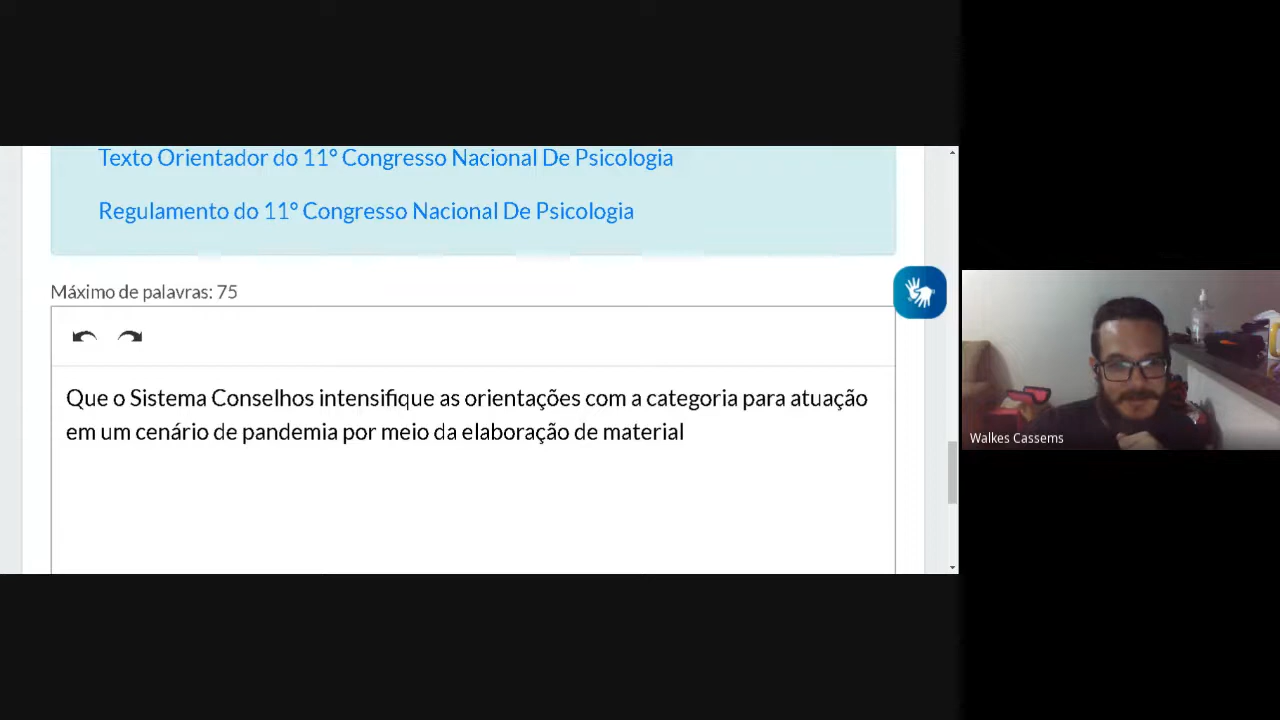 Texto Orientador do 11º Congresso Nacional De Psicologia
Regulamento do 11º Congresso Nacional De Psicologia
Máximo de palavras: 75
Que o Sistema Conselhos intensifique as orientações com a categoria para atuação
em um cenário de pandemia por meio da elaboração de material
Walkes Cassems